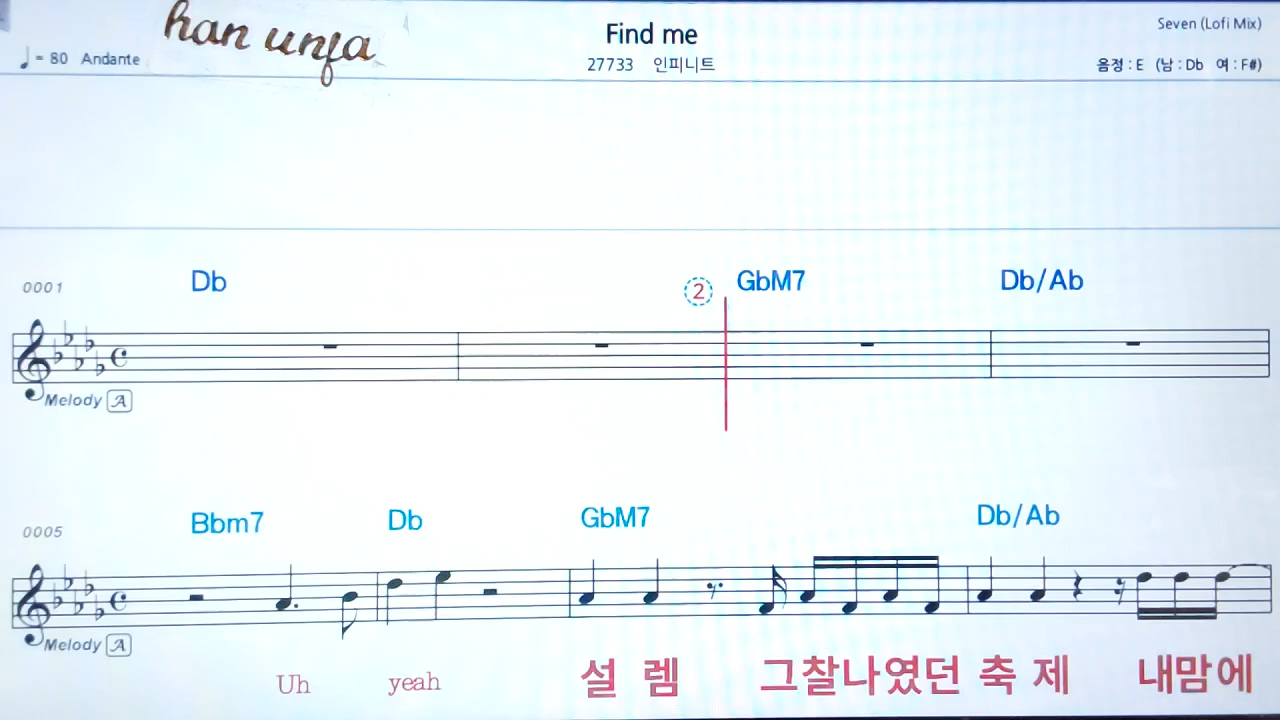 han unfa
Find me
Seven (Lofi Mix)
♩ = 80 Andante
27733 인피니트
음정 : E (남 : Db 여 : F#)
0001
Db
② GbM7
Db/Ab
Melody A
0005
Bbm7
Db
GbM7
Db/Ab
Melody A
Uh yeah 설 렘 그찰나였던 축 제 내맘에